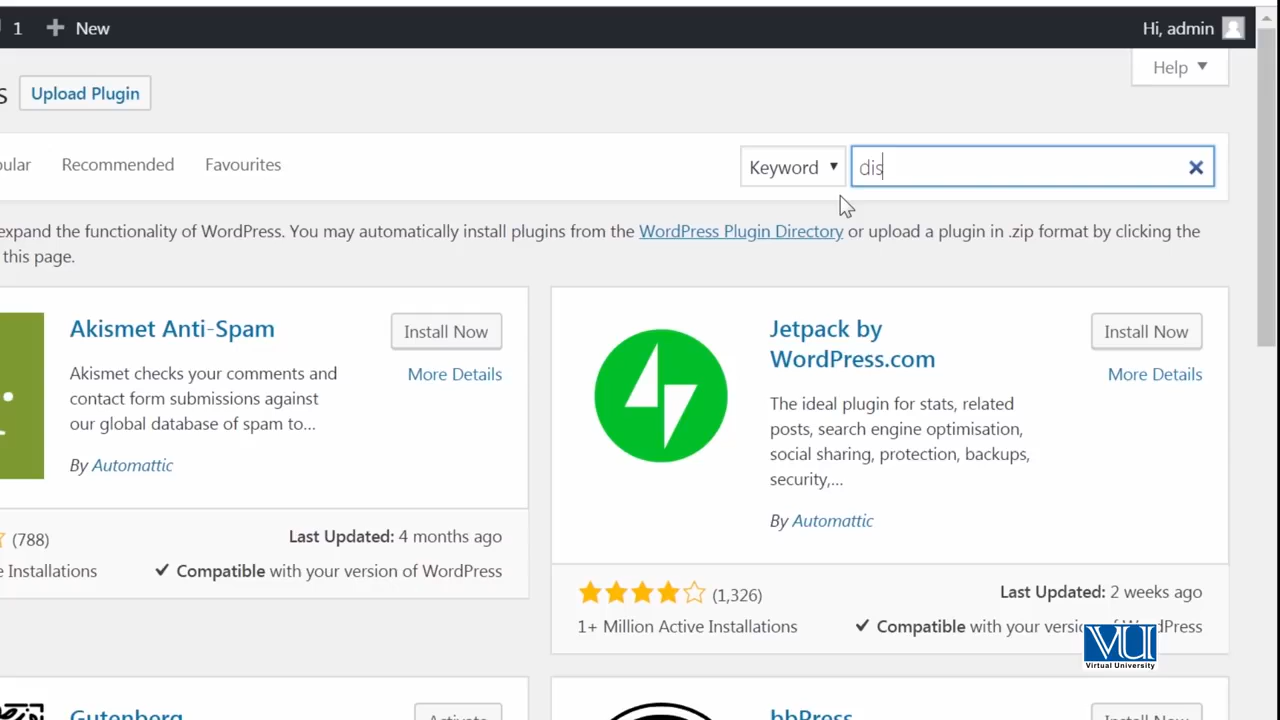 1 New Hi, admin
Help ▼
s Upload Plugin
ular Recommended Favourites Keyword ▼ dis
expand the functionality of WordPress. You may automatically install plugins from the WordPress Plugin Directory or upload a plugin in .zip format by clicking the
this page.
Akismet Anti-Spam
Install Now
More Details
Akismet checks your comments and
contact form submissions against
our global database of spam to...
By Automattic
(788)
Last Updated: 4 months ago
e Installations
✔ Compatible with your version of WordPress
Jetpack by
WordPress.com
Install Now
More Details
The ideal plugin for stats, related
posts, search engine optimisation,
social sharing, protection, backups,
security,...
By Automattic
(1,326)
Last Updated: 2 weeks ago
1+ Million Active Installations
✔ Compatible with your WordPress
VU
Virtual University
Gutenberg
Activate
bbPress
Install Now